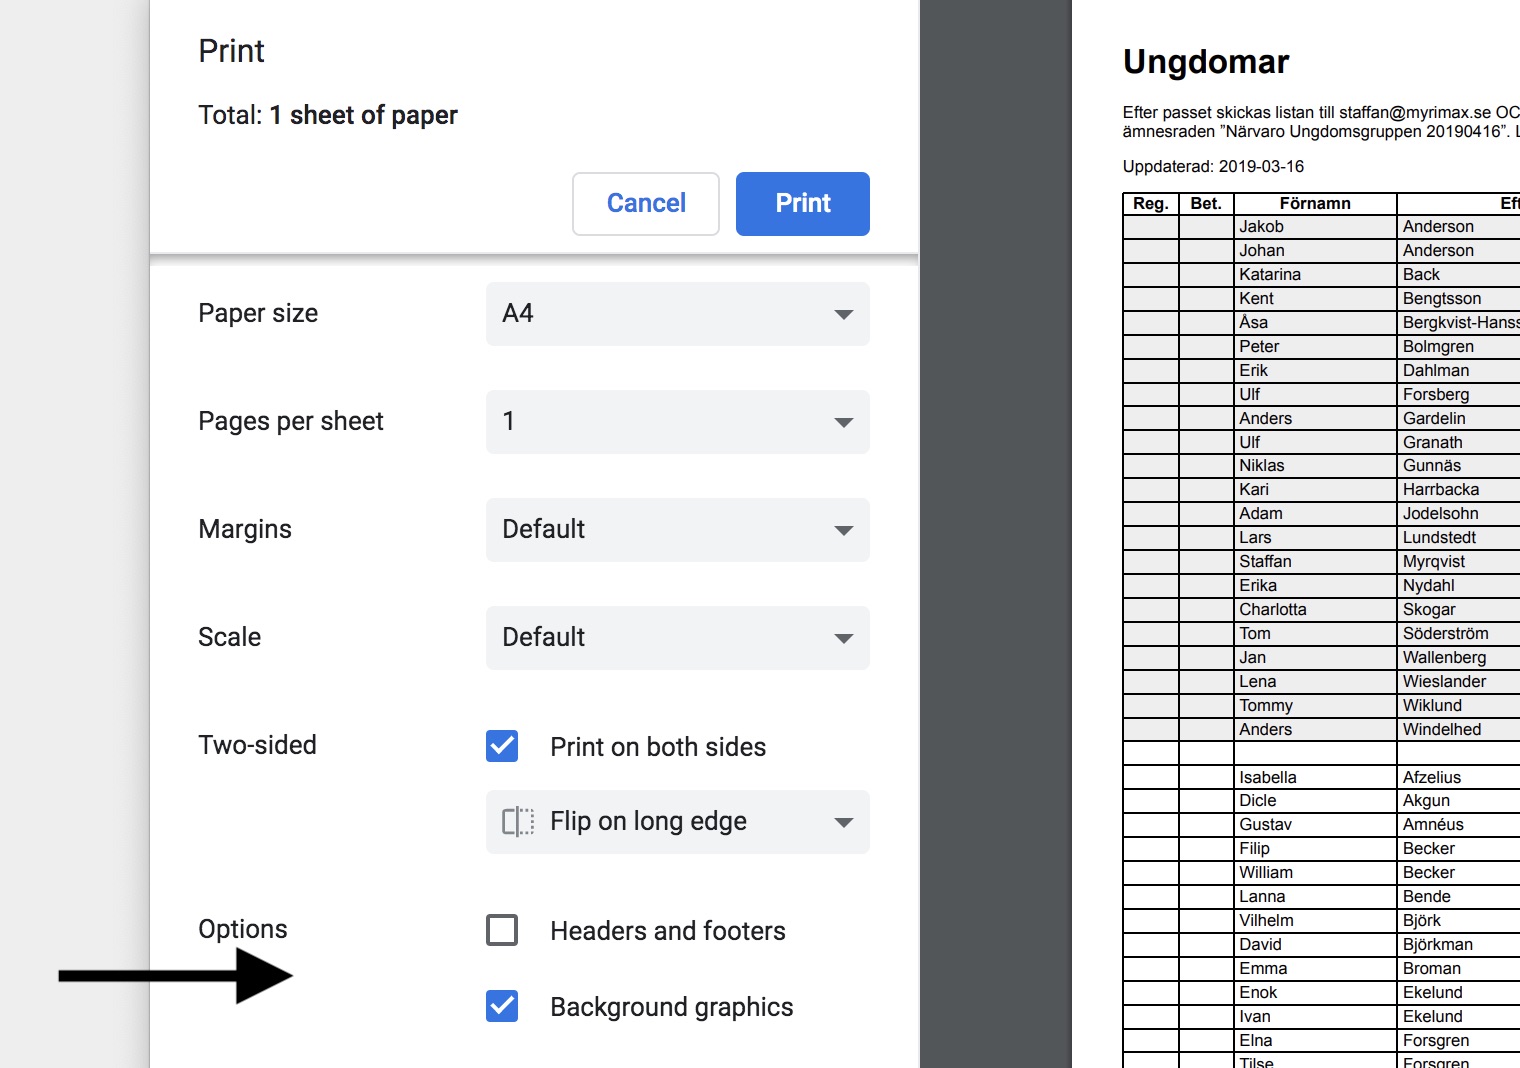 Print
Total: 1 sheet of paper
Cancel Print
Paper size A4
Pages per sheet 1
Margins Default
Scale Default
Two-sided Print on both sides
Flip on long edge
Options Headers and footers
Background graphics
Ungdomar
Efter passet skickas listan till staffan@myrimax.se OC
ämnesraden ”Närvaro Ungdomsgruppen 20190416”. L
Uppdaterad: 2019-03-16
Reg. Bet. Förnamn Eft
Jakob Anderson
Johan Anderson
Katarina Back
Kent Bengtsson
Åsa Bergkvist-Hanss
Peter Bolmgren
Erik Dahlman
Ulf Forsberg
Anders Gardelin
Ulf Granath
Niklas Gunnäs
Kari Harrbacka
Adam Jodelsohn
Lars Lundstedt
Staffan Myrqvist
Erika Nydahl
Charlotta Skogar
Tom Söderström
Jan Wallenberg
Lena Wieslander
Tommy Wiklund
Anders Windelhed
Isabella Afzelius
Dicle Akgun
Gustav Amnéus
Filip Becker
William Becker
Lanna Bende
Vilhelm Björk
David Björkman
Emma Broman
Enok Ekelund
Ivan Ekelund
Elna Forsgren
Tilse Forsgren